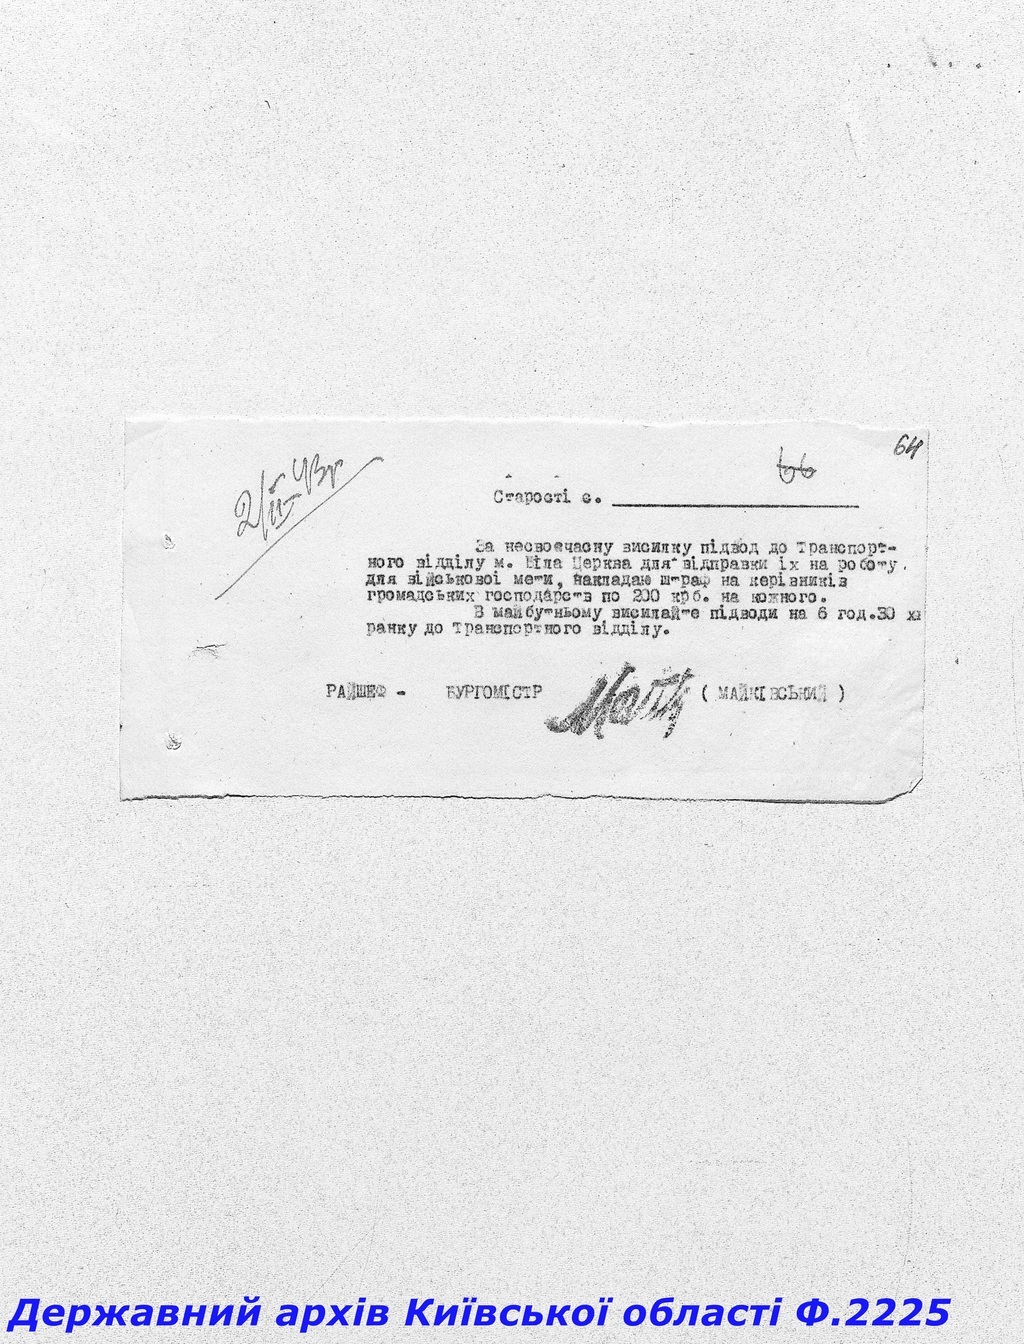 64
66
2/II-43р
Старості с.
За несвоєчасну висилку підвод до Транспорт-
ного відділу м. Біла Церква для відправки їх на роботу
для військової мети, накладаю штраф на керівників
громадських господарств по 200 крб. на кожного.
В майбутньому висилайте підводи на 6 год.30 хв
ранку до Транспортного відділу.
РАЙШЕФ - БУРГОМІСТР ( МАЙКІВСЬКИЙ )
Державний архів Київської області Ф.2225